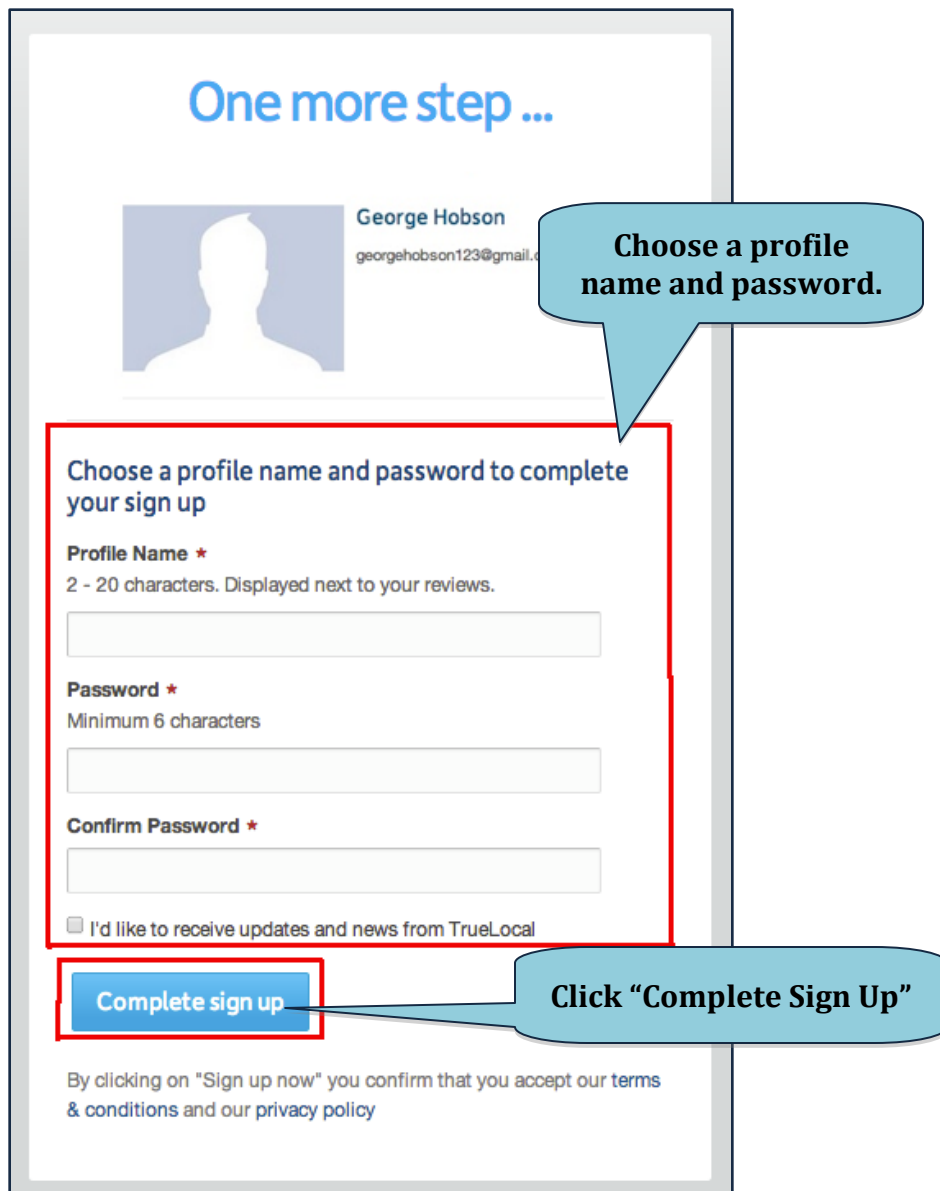 One more step ...
George Hobson
georgehobson123@gmail.
Choose a profile
name and password.
Choose a profile name and password to complete
your sign up
Profile Name *
2 - 20 characters. Displayed next to your reviews.
Password *
Minimum 6 characters
Confirm Password *
I'd like to receive updates and news from TrueLocal
Complete sign up
Click “Complete Sign Up”
By clicking on "Sign up now" you confirm that you accept our terms
& conditions and our privacy policy